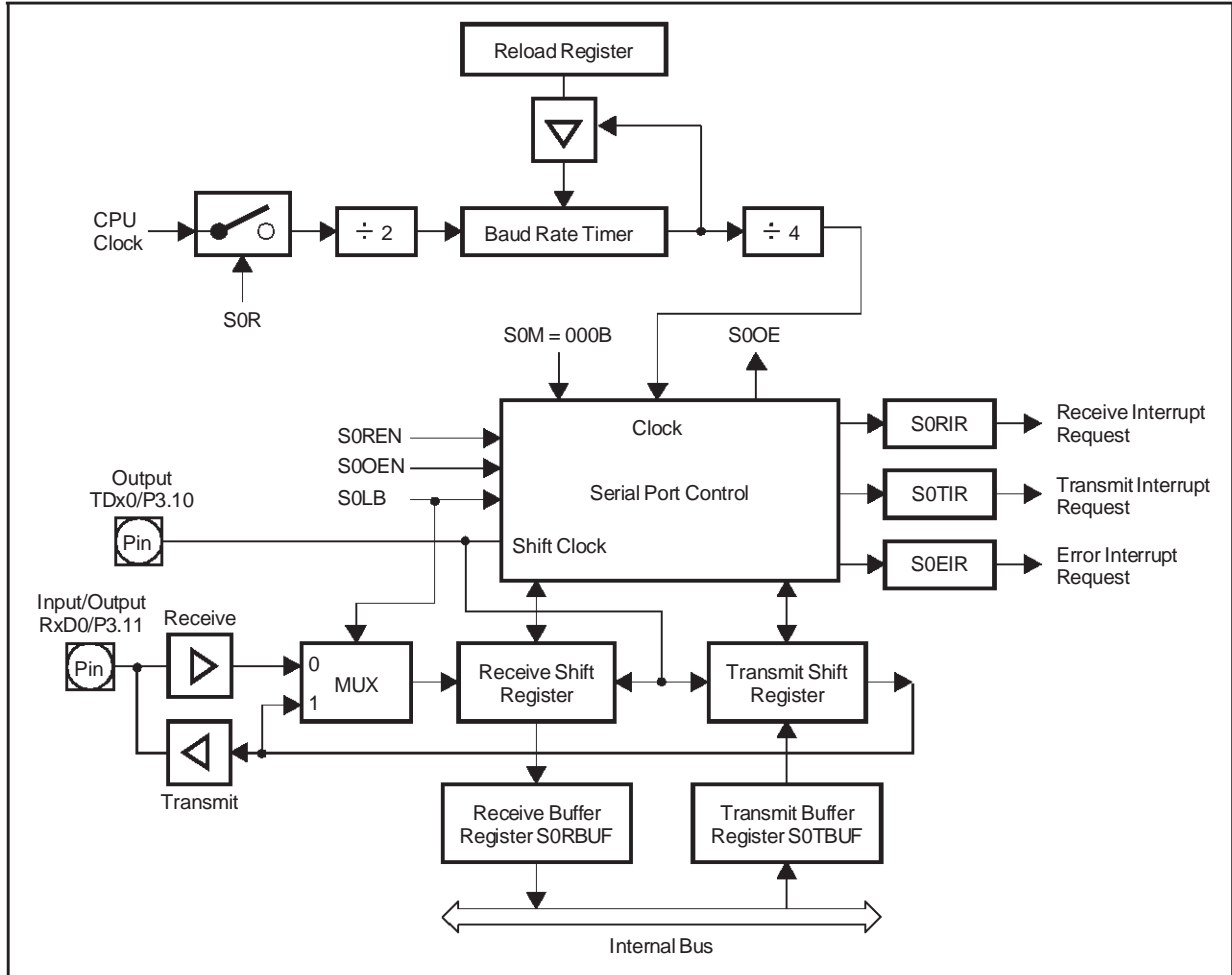 Reload Register
CPU
Clock
÷ 2
Baud Rate Timer
÷ 4
S0R
S0M = 000B
S0OE
Clock
S0REN
S0OEN
S0LB
Serial Port Control
Shift Clock
S0RIR
Receive Interrupt
Request
S0TIR
Transmit Interrupt
Request
S0EIR
Error Interrupt
Request
Output
TDx0/P3.10
Pin
Input/Output
RxD0/P3.11
Pin
Receive
0
MUX
1
Transmit
Receive Shift
Register
Transmit Shift
Register
Receive Buffer
Register S0RBUF
Transmit Buffer
Register S0TBUF
Internal Bus